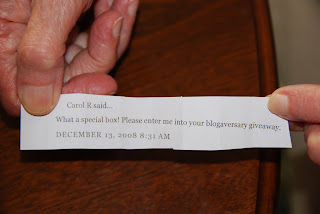 Carol R said...
What a special box! Please enter me into your blogaversary giveaway.
DECEMBER 13, 2008 8:31 AM